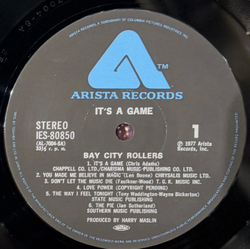 A
TM
ARISTA RECORDS
IT'S A GAME
STEREO
IES-80850
(AL-7004-SA)
33⅓ r. p. m.
1
℗ 1977 Arista
Records, Inc.
BAY CITY ROLLERS
1. IT'S A GAME (Chris Adams)
CHAPPELL CO. LTD./CHARISMA MUSIC PUBLISHING CO. LTD.
2. YOU MADE ME BELIEVE IN MAGIC (Len Boone) CHRYSALIS MUSIC LTD.
3. DON'T LET THE MUSIC DIE (Faulkner-Wood) T. G. K. MUSIC INC.
4. LOVE POWER (COPYRIGHT PENDING)
5. THE WAY I FEEL TONIGHT (Tony Waddington-Wayne Bickerton)
STATE MUSIC PUBLISHING
6. THE PIE (Ian Sutherland)
SOUTHERN MUSIC PUBLISHING
PRODUCED BY HARRY MASLIN